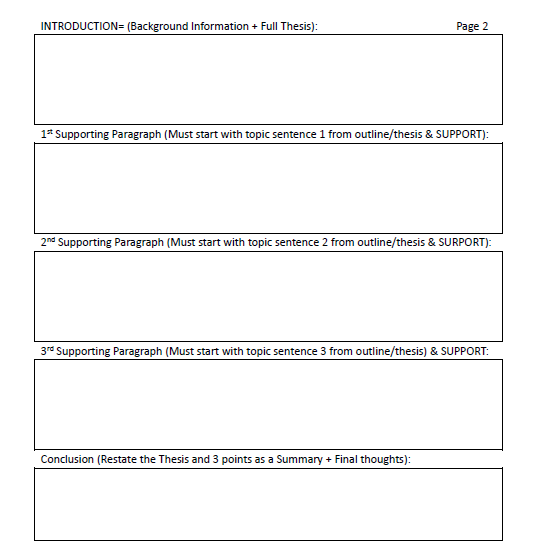 INTRODUCTION= (Background Information + Full Thesis): Page 2
1st Supporting Paragraph (Must start with topic sentence 1 from outline/thesis & SUPPORT):
2nd Supporting Paragraph (Must start with topic sentence 2 from outline/thesis & SURPORT):
3rd Supporting Paragraph (Must start with topic sentence 3 from outline/thesis) & SUPPORT:
Conclusion (Restate the Thesis and 3 points as a Summary + Final thoughts):